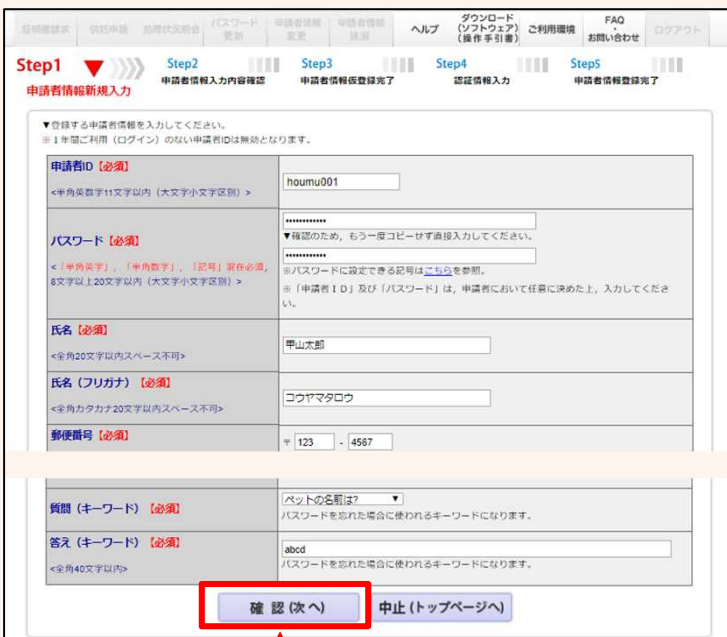 証明書請求 供託申請 処理状況照会 パスワード更新 申請者情報変更 申請者情報抹消 ヘルプ ダウンロード(ソフトウェア)(操作手引書) ご利用環境 FAQ・お問い合わせ ログアウト
Step1 Step2 Step3 Step4 Step5
申請者情報新規入力 申請者情報入力内容確認 申請者情報仮登録完了 認証情報入力 申請者情報登録完了
▼登録する申請者情報を入力してください。
※1年間ご利用（ログイン）のない申請者IDは無効となります。
申請者ID【必須】
<半角英数字11文字以内（大文字小文字区別）>
houmu001
パスワード【必須】
<「半角英字」，「半角数字」，「記号」混在必須，
8文字以上20文字以内（大文字小文字区別）>
••••••••••••
▼確認のため，もう一度コピーせず直接入力してください。
••••••••••••
※パスワードに設定できる記号はこちらを参照。
※「申請者ＩＤ」及び「パスワード」は，申請者において任意に決めた上，入力してくださ
い。
氏名【必須】
<全角20文字以内スペース不可>
甲山太郎
氏名（フリガナ）【必須】
<全角カタカナ20文字以内スペース不可>
コウヤマタロウ
郵便番号【必須】
〒 123 - 4567
質問（キーワード）【必須】
ペットの名前は? ▼
パスワードを忘れた場合に使われるキーワードになります。
答え（キーワード）【必須】
<全角40文字以内>
abcd
パスワードを忘れた場合に使われるキーワードになります。
確 認 (次 へ) 中止 (トップページへ)